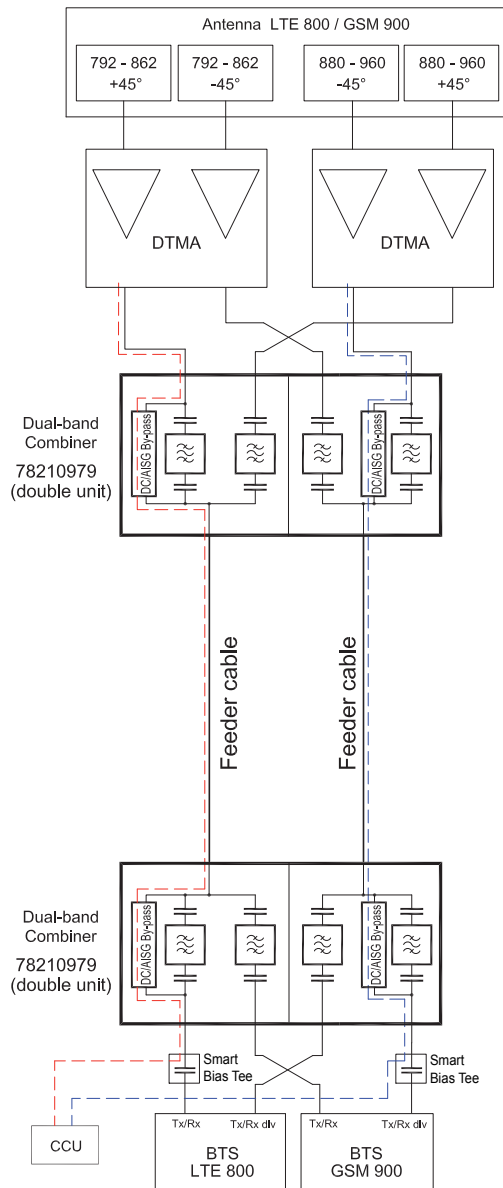 Antenna LTE 800 / GSM 900
792 - 862
+45°
792 - 862
-45°
880 - 960
-45°
880 - 960
+45°
DTMA
DTMA
Dual-band
Combiner
78210979
(double unit)
DC/AISG By-pass
DC/AISG By-pass
Feeder cable
Feeder cable
Dual-band
Combiner
78210979
(double unit)
DC/AISG By-pass
DC/AISG By-pass
Smart
Bias Tee
Smart
Bias Tee
CCU
Tx/Rx
Tx/Rx div
BTS
LTE 800
Tx/Rx
Tx/Rx div
BTS
GSM 900